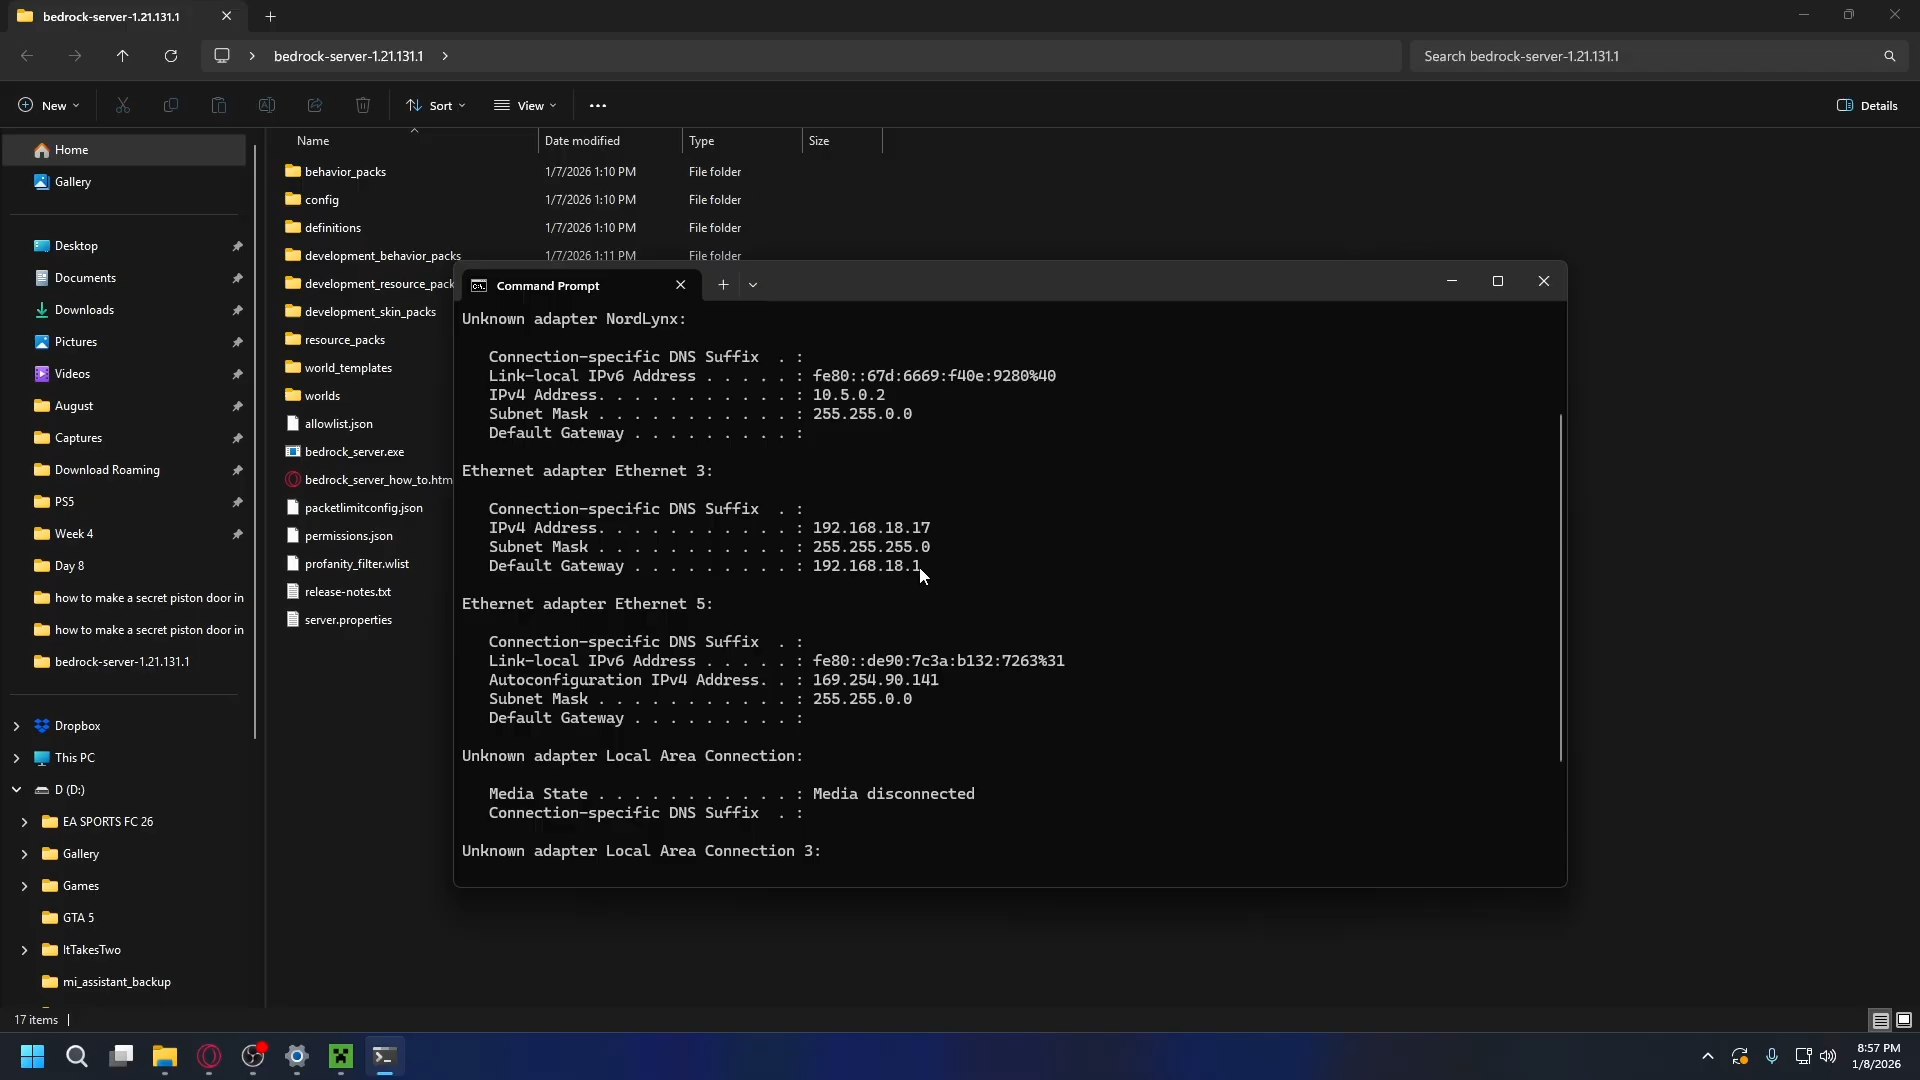 bedrock-server-1.21.131.1
bedrock-server-1.21.131.1
Search bedrock-server-1.21.131.1
New
Sort
View
Details
Home
Gallery
Desktop
Documents
Downloads
Pictures
Videos
August
Captures
Download Roaming
PS5
Week 4
Day 8
how to make a secret piston door in
how to make a secret piston door in
bedrock-server-1.21.131.1
Dropbox
This PC
D (D:)
EA SPORTS FC 26
Gallery
Games
GTA 5
ItTakesTwo
mi_assistant_backup
Name Date modified Type Size
behavior_packs 1/7/2026 1:10 PM File folder
config 1/7/2026 1:10 PM File folder
definitions 1/7/2026 1:10 PM File folder
development_behavior_packs 1/7/2026 1:11 PM File folder
development_resource_pack
development_skin_packs
resource_packs
world_templates
worlds
allowlist.json
bedrock_server.exe
bedrock_server_how_to.htm
packetlimitconfig.json
permissions.json
profanity_filter.wlist
release-notes.txt
server.properties
Command Prompt
Unknown adapter NordLynx:
Connection-specific DNS Suffix . :
Link-local IPv6 Address . . . . . : fe80::67d:6669:f40e:9280%40
IPv4 Address. . . . . . . . . . . : 10.5.0.2
Subnet Mask . . . . . . . . . . . : 255.255.0.0
Default Gateway . . . . . . . . . :
Ethernet adapter Ethernet 3:
Connection-specific DNS Suffix . :
IPv4 Address. . . . . . . . . . . : 192.168.18.17
Subnet Mask . . . . . . . . . . . : 255.255.255.0
Default Gateway . . . . . . . . . : 192.168.18.1
Ethernet adapter Ethernet 5:
Connection-specific DNS Suffix . :
Link-local IPv6 Address . . . . . : fe80::de90:7c3a:b132:7263%31
Autoconfiguration IPv4 Address. . : 169.254.90.141
Subnet Mask . . . . . . . . . . . : 255.255.0.0
Default Gateway . . . . . . . . . :
Unknown adapter Local Area Connection:
Media State . . . . . . . . . . . : Media disconnected
Connection-specific DNS Suffix . :
Unknown adapter Local Area Connection 3:
17 items
8:57 PM
1/8/2026